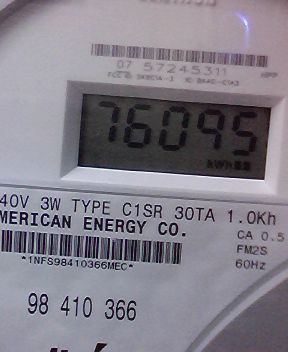 07 57245311
76095
kWh
40V 3W TYPE C1SR 30TA 1.0Kh
MERICAN ENERGY CO.
CA 0.5
FM2S
*1NFS98410366MEC*
60Hz
98 410 366